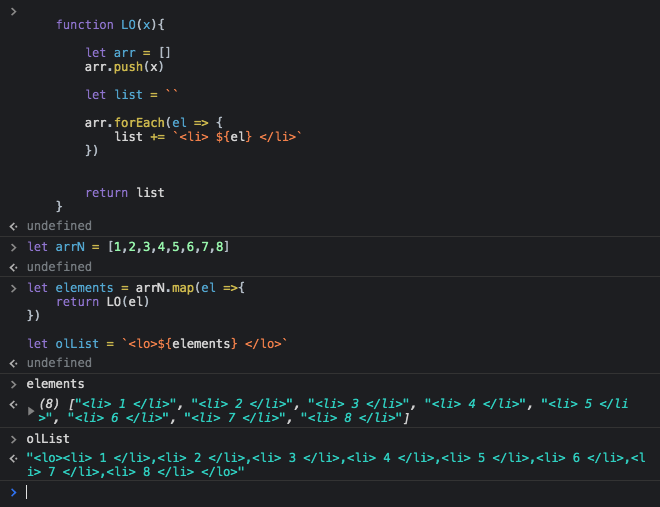 function LO(x){
let arr = []
arr.push(x)
let list = ``
arr.forEach(el => {
list += `<li> ${el} </li>`
})
return list
}
undefined
let arrN = [1,2,3,4,5,6,7,8]
undefined
let elements = arrN.map(el =>{
return LO(el)
})
let olList = `<lo>${elements} </lo>`
undefined
elements
(8) ["<li> 1 </li>", "<li> 2 </li>", "<li> 3 </li>", "<li> 4 </li>", "<li> 5 </li
>", "<li> 6 </li>", "<li> 7 </li>", "<li> 8 </li>"]
olList
"<lo><li> 1 </li>,<li> 2 </li>,<li> 3 </li>,<li> 4 </li>,<li> 5 </li>,<li> 6 </li>,<l
i> 7 </li>,<li> 8 </li> </lo>"